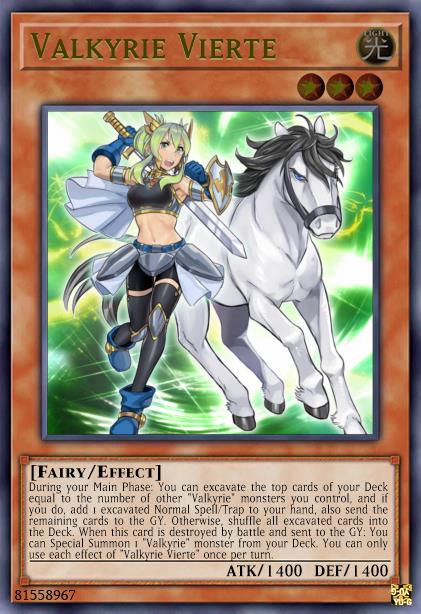 VALKYRIE VIERTE
LIGHT
光
[FAIRY/EFFECT]
During your Main Phase: You can excavate the top cards of your Deck
equal to the number of other "Valkyrie" monsters you control, and if
you do, add 1 excavated Normal Spell/Trap to your hand, also send the
remaining cards to the GY. Otherwise, shuffle all excavated cards into
the Deck. When this card is destroyed by battle and sent to the GY: You
can Special Summon 1 "Valkyrie" monster from your Deck. You can only
use each effect of "Valkyrie Vierte" once per turn.
ATK/1400 DEF/1400
81558967